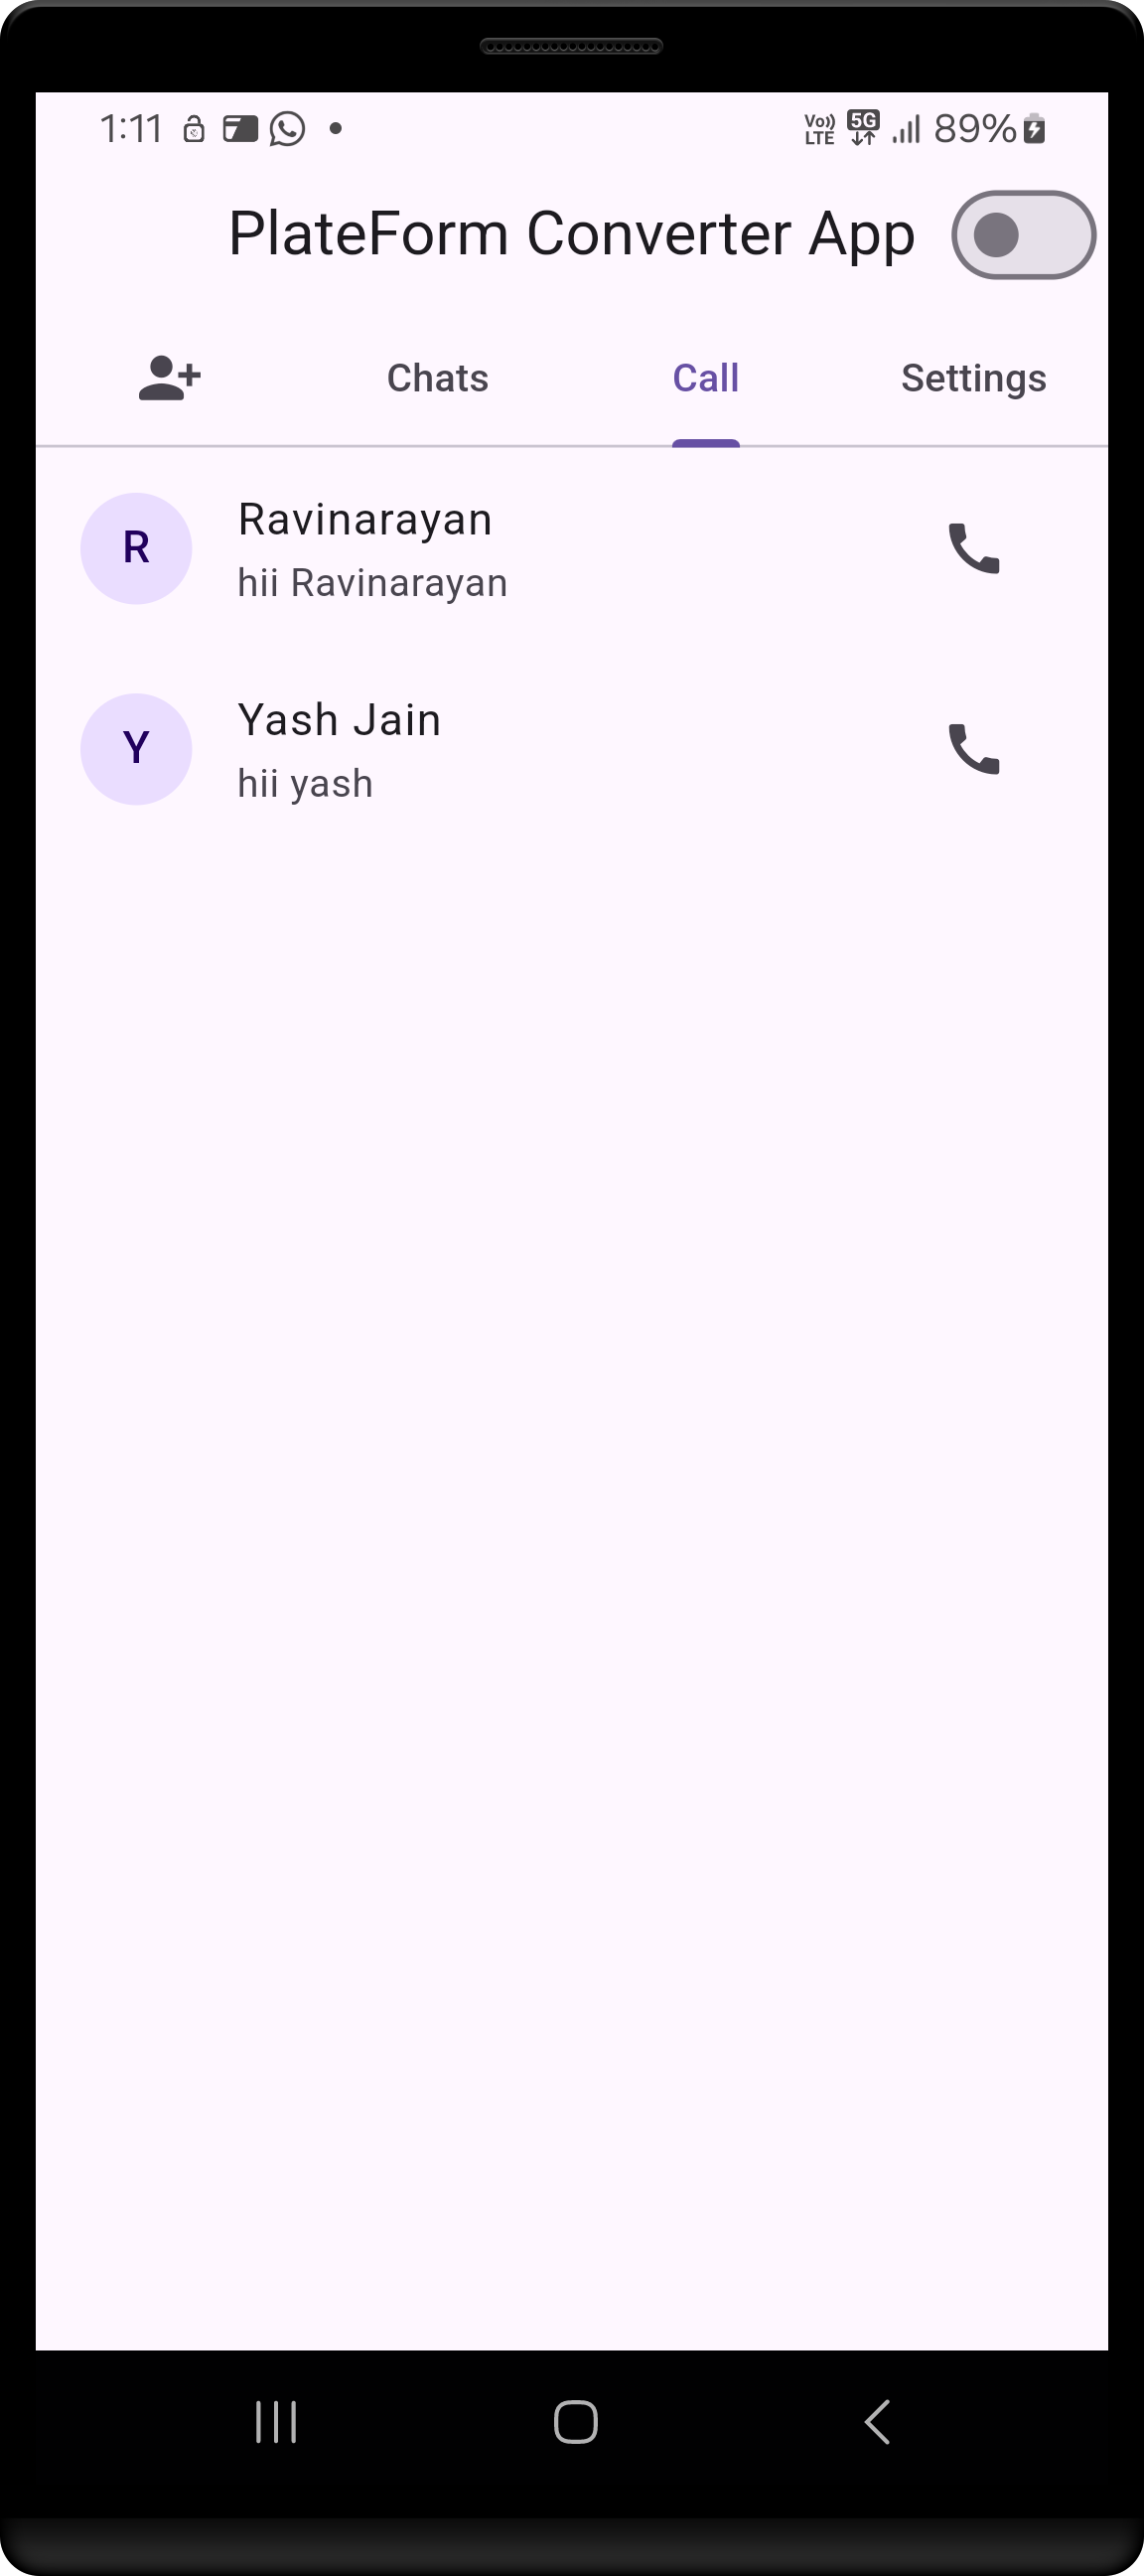 1:11 Vo)) LTE 5G 89%
PlateForm Converter App
Chats Call Settings
R Ravinarayan
hii Ravinarayan
Y Yash Jain
hii yash